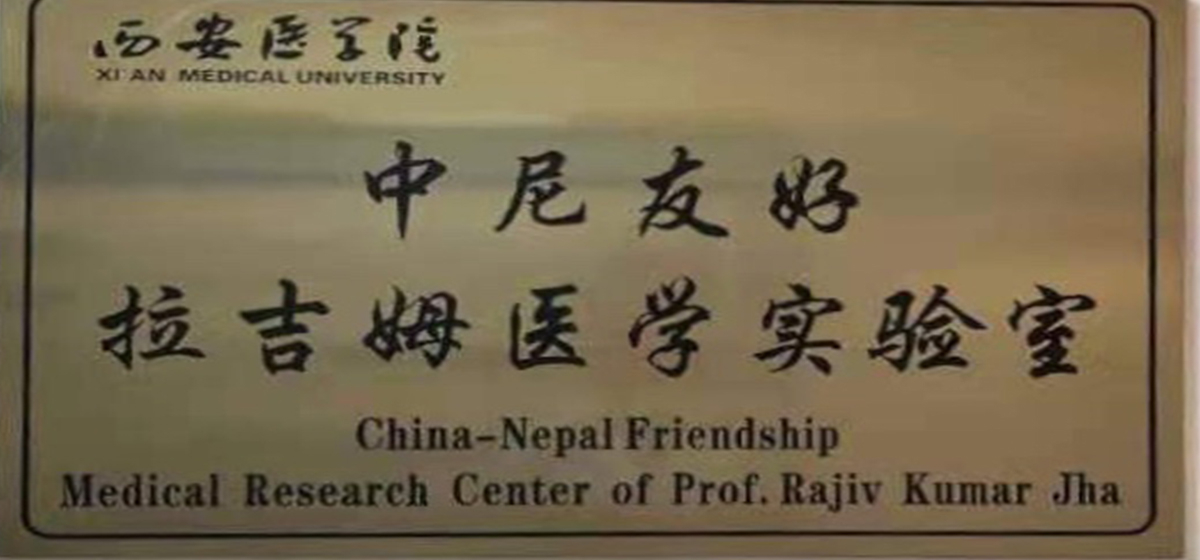 西安医学院
XI'AN MEDICAL UNIVERSITY
中尼友好
拉吉姆医学实验室
China-Nepal Friendship
Medical Research Center of Prof. Rajiv Kumar Jha